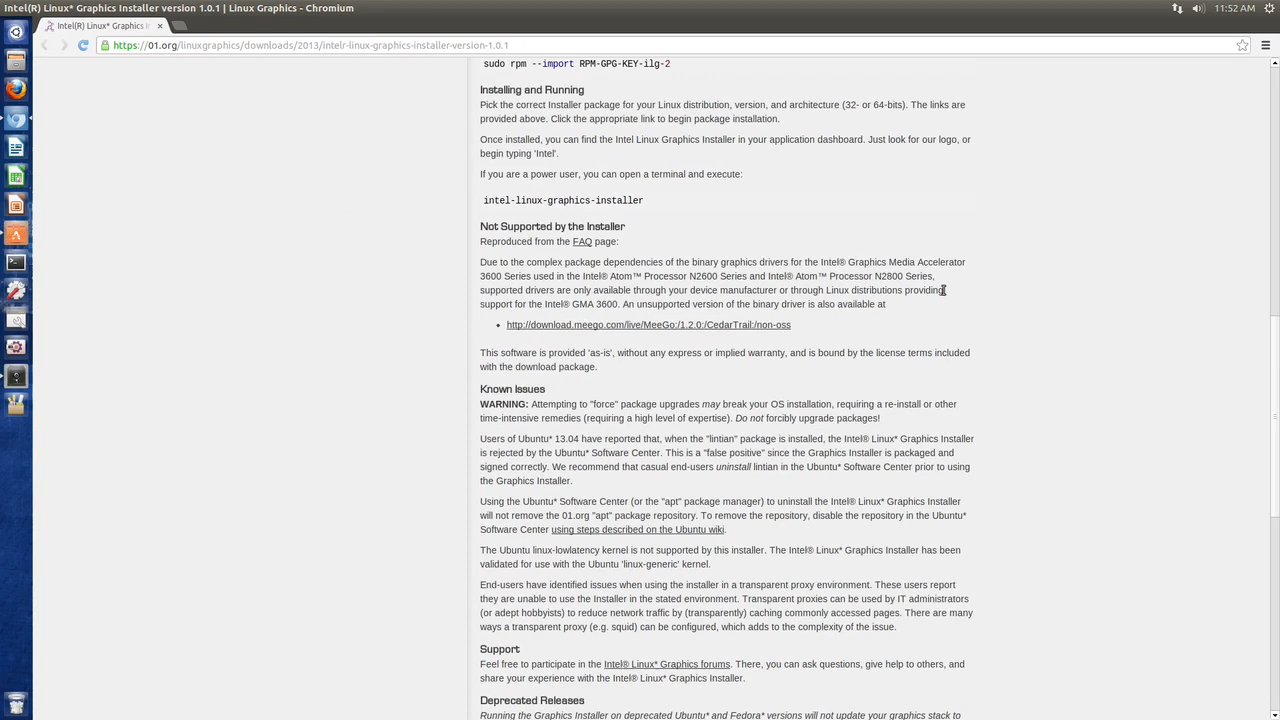 Intel(R) Linux* Graphics Installer version 1.0.1 | Linux Graphics - Chromium
11:52 AM
Intel(R) Linux* Graphics In
https://01.org/linuxgraphics/downloads/2013/intelr-linux-graphics-installer-version-1.0.1
sudo rpm --import RPM-GPG-KEY-ilg-2
Installing and Running
Pick the correct Installer package for your Linux distribution, version, and architecture (32- or 64-bits). The links are
provided above. Click the appropriate link to begin package installation.
Once installed, you can find the Intel Linux Graphics Installer in your application dashboard. Just look for our logo, or
begin typing 'Intel'.
If you are a power user, you can open a terminal and execute:
intel-linux-graphics-installer
Not Supported by the Installer
Reproduced from the FAQ page:
Due to the complex package dependencies of the binary graphics drivers for the Intel® Graphics Media Accelerator
3600 Series used in the Intel® Atom™ Processor N2600 Series and Intel® Atom™ Processor N2800 Series,
supported drivers are only available through your device manufacturer or through Linux distributions providing
support for the Intel® GMA 3600. An unsupported version of the binary driver is also available at
• http://download.meego.com/live/MeeGo:/1.2.0:/CedarTrail:/non-oss
This software is provided 'as-is', without any express or implied warranty, and is bound by the license terms included
with the download package.
Known Issues
WARNING: Attempting to "force" package upgrades may break your OS installation, requiring a re-install or other
time-intensive remedies (requiring a high level of expertise). Do not forcibly upgrade packages!
Users of Ubuntu* 13.04 have reported that, when the "lintian" package is installed, the Intel® Linux* Graphics Installer
is rejected by the Ubuntu* Software Center. This is a "false positive" since the Graphics Installer is packaged and
signed correctly. We recommend that casual end-users uninstall lintian in the Ubuntu* Software Center prior to using
the Graphics Installer.
Using the Ubuntu* Software Center (or the "apt" package manager) to uninstall the Intel® Linux* Graphics Installer
will not remove the 01.org "apt" package repository. To remove the repository, disable the repository in the Ubuntu*
Software Center using steps described on the Ubuntu wiki.
The Ubuntu linux-lowlatency kernel is not supported by this installer. The Intel® Linux* Graphics Installer has been
validated for use with the Ubuntu 'linux-generic' kernel.
End-users have identified issues when using the installer in a transparent proxy environment. These users report
they are unable to use the Installer in the stated environment. Transparent proxies can be used by IT administrators
(or adept hobbyists) to reduce network traffic by (transparently) caching commonly accessed pages. There are many
ways a transparent proxy (e.g. squid) can be configured, which adds to the complexity of the issue.
Support
Feel free to participate in the Intel® Linux* Graphics forums. There, you can ask questions, give help to others, and
share your experience with the Intel® Linux* Graphics Installer.
Deprecated Releases
Running the Graphics Installer on deprecated Ubuntu* and Fedora* versions will not update your graphics stack to